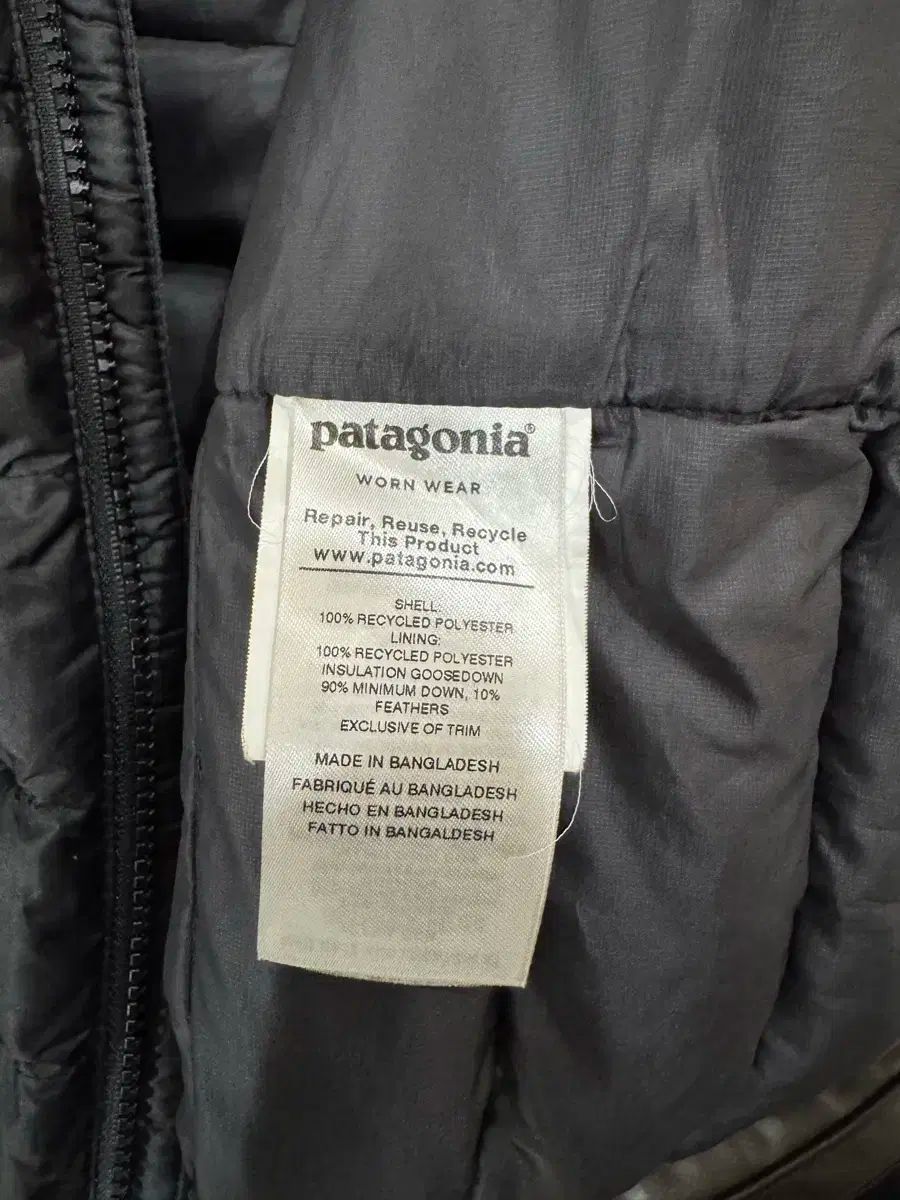 patagonia®
WORN WEAR
Repair, Reuse, Recycle
This Product
www.patagonia.com
SHELL:
100% RECYCLED POLYESTER
LINING:
100% RECYCLED POLYESTER
INSULATION GOOSEDOWN
90% MINIMUM DOWN, 10%
FEATHERS
EXCLUSIVE OF TRIM
MADE IN BANGLADESH
FABRIQUÉ AU BANGLADESH
HECHO EN BANGLADESH
FATTO IN BANGALDESH